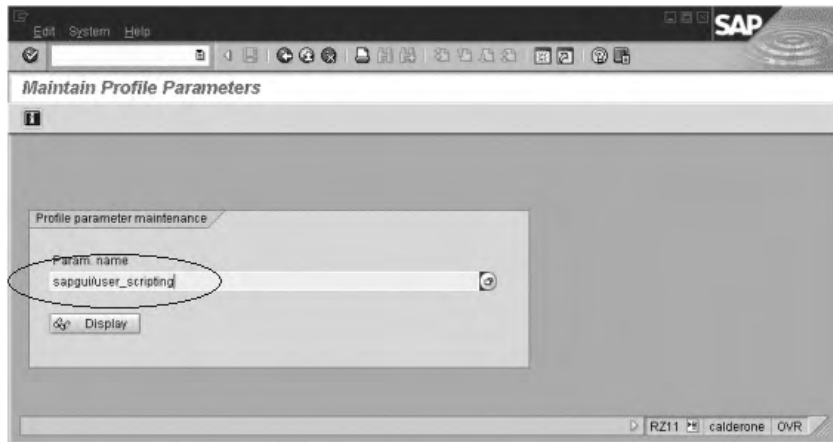 Edit System Help
SAP
Maintain Profile Parameters
Profile parameter maintenance
Param. name
sapgui/user_scripting
Display
RZ11 calderone OVR